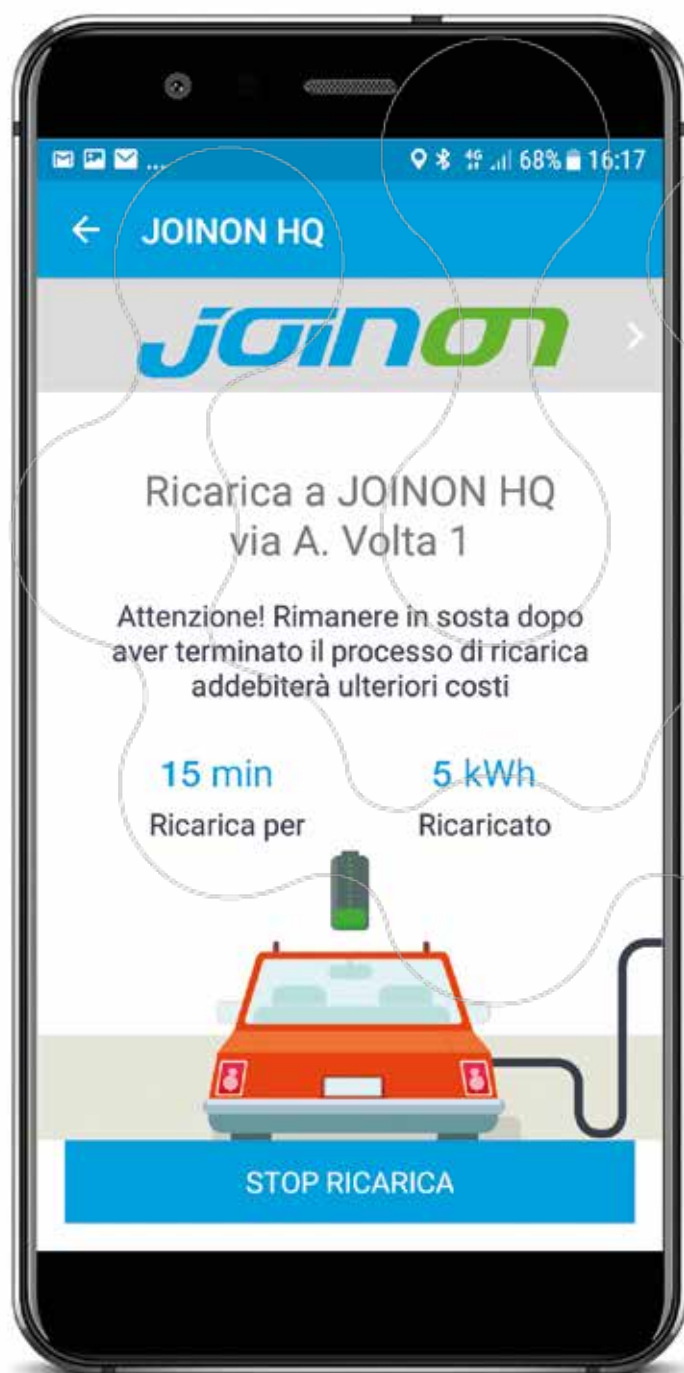 ... 4G 68% 16:17
JOINON HQ
joinon
Ricarica a JOINON HQ
via A. Volta 1
Attenzione! Rimanere in sosta dopo
aver terminato il processo di ricarica
addebiterà ulteriori costi
15 min 5 kWh
Ricarica per Ricaricato
STOP RICARICA